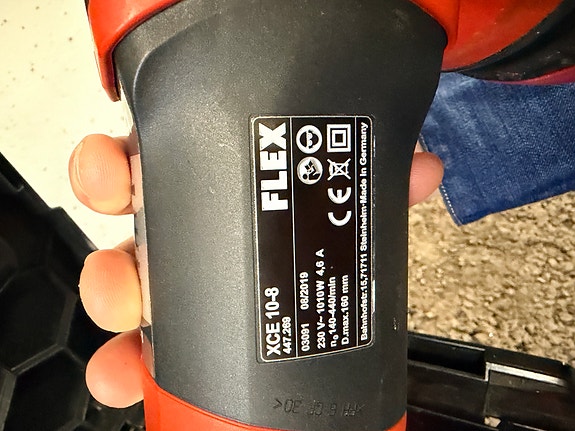 FLEX
XCE 10-8
447.269
03091 08/2019
230 V~ 1010W 4,6 A
n₀ 140-440/min
D.max.160 mm
CE
Bahnhofstr.15,71711 Steinheim-Made in Germany